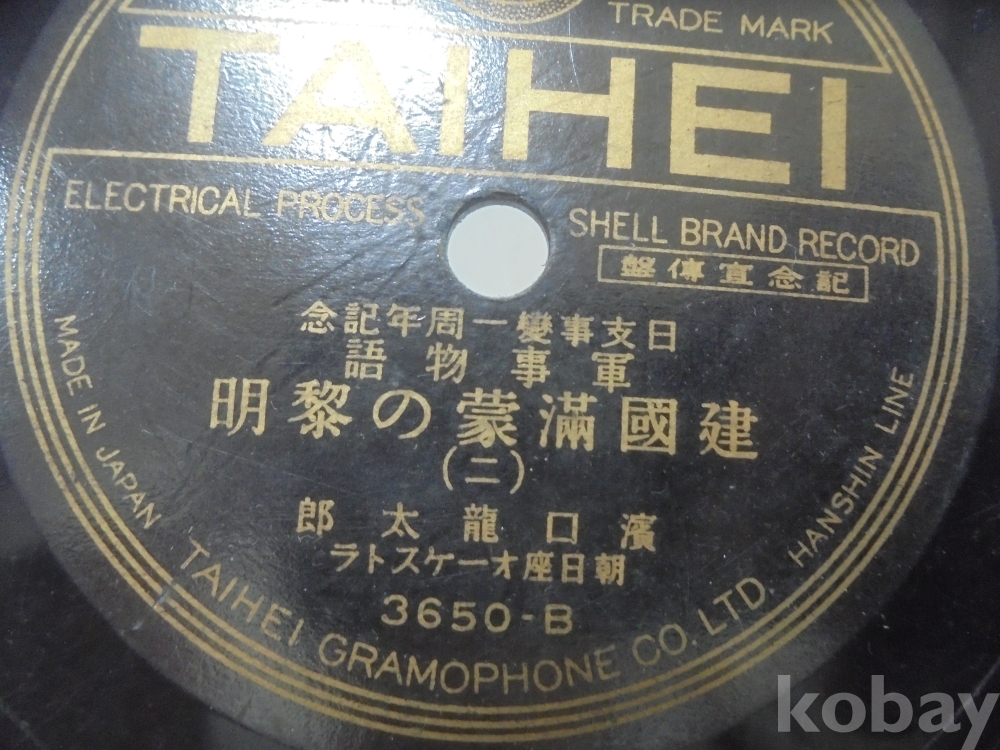 TRADE MARK
TAIHEI
ELECTRICAL PROCESS
SHELL BRAND RECORD
記念宣傳盤
日支事變一周年記念
軍事物語
建國滿蒙の黎明
(二)
濱口龍太郎
朝日座オーケストラ
3650-B
MADE IN JAPAN TAIHEI GRAMOPHONE CO. LTD. HANSHIN LINE
kobay